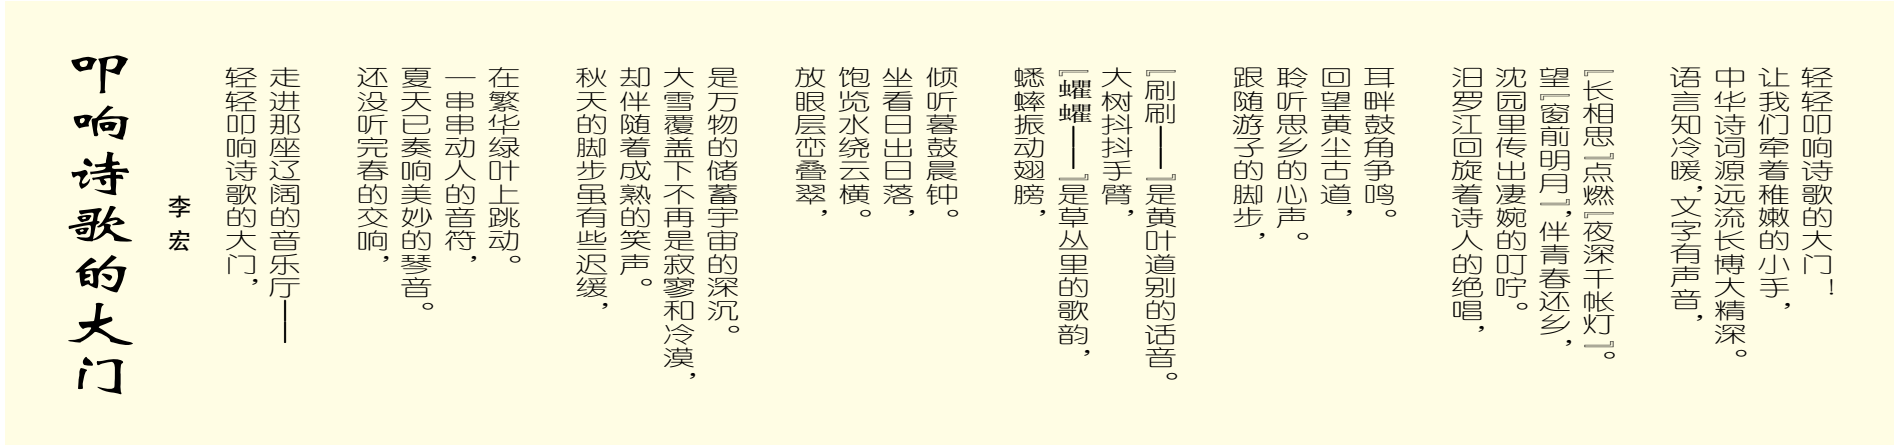 叩响诗歌的大门
李宏
轻轻叩响诗歌的大门，
走进那座辽阔的音乐厅——
还没听完春的交响，
夏天已奏响美妙的琴音。
一串串动人的音符，
在繁华绿叶上跳动。
秋天的脚步虽有些迟缓，
却伴随着成熟的笑声。
大雪覆盖下不再是寂寥和冷漠，
是万物的储蓄宇宙的深沉。
放眼层峦叠翠，
饱览水绕云横。
坐看日出日落，
倾听暮鼓晨钟。
蟋蟀振动翅膀，
『蠷蠷——』是草丛里的歌韵，
大树抖抖手臂，
『刷刷——』是黄叶道别的话音。
跟随游子的脚步，
聆听思乡的心声。
回望黄尘古道，
耳畔鼓角争鸣。
汨罗江回旋着诗人的绝唱，
沈园里传出凄婉的叮咛。
望『窗前明月』，伴青春还乡，
『长相思』点燃『夜深千帐灯』。
语言知冷暖，文字有声音，
中华诗词源远流长博大精深。
让我们牵着稚嫩的小手，
轻轻叩响诗歌的大门！